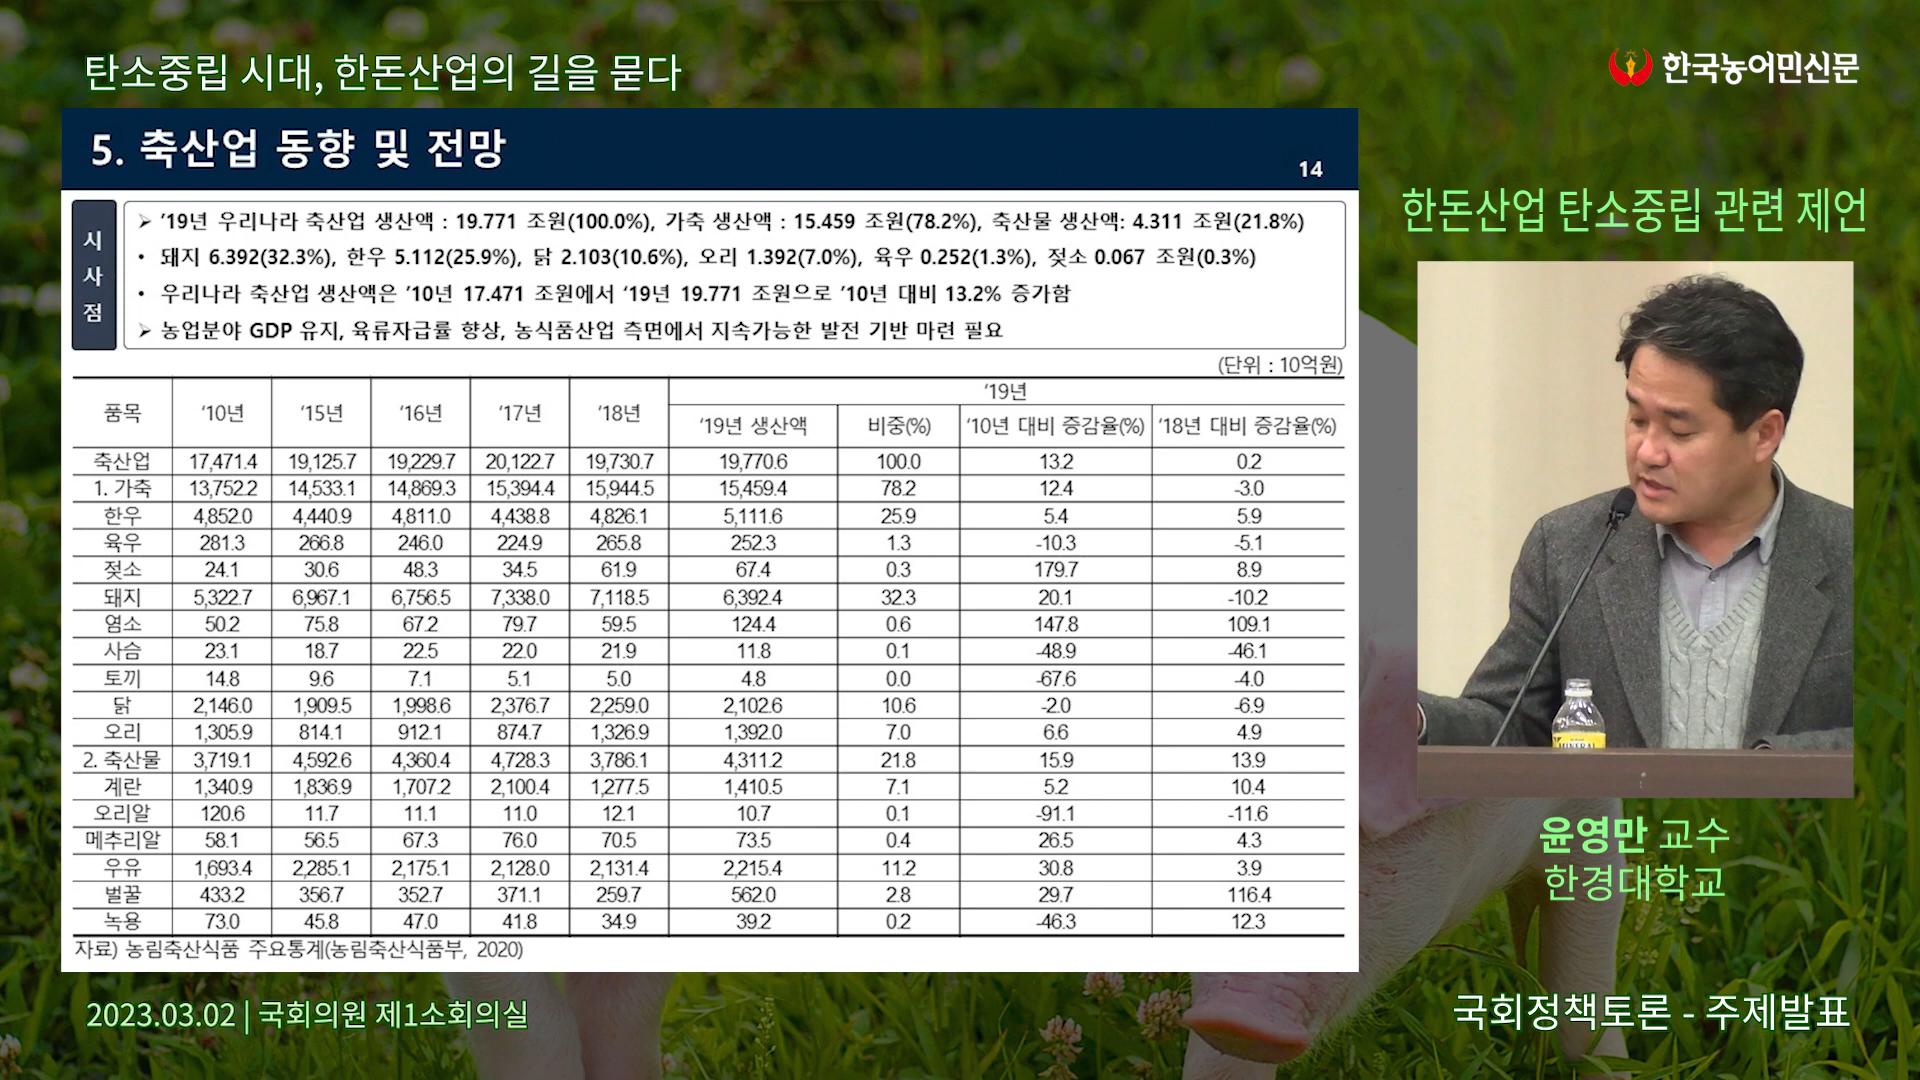 탄소중립 시대, 한돈산업의 길을 묻다
한국농어민신문
5. 축산업 동향 및 전망
14
시사점
➢ '19년 우리나라 축산업 생산액 : 19.771 조원(100.0%), 가축 생산액 : 15.459 조원(78.2%), 축산물 생산액: 4.311 조원(21.8%)
• 돼지 6.392(32.3%), 한우 5.112(25.9%), 닭 2.103(10.6%), 오리 1.392(7.0%), 육우 0.252(1.3%), 젖소 0.067 조원(0.3%)
• 우리나라 축산업 생산액은 '10년 17.471 조원에서 '19년 19.771 조원으로 '10년 대비 13.2% 증가함
➢ 농업분야 GDP 유지, 육류자급률 향상, 농식품산업 측면에서 지속가능한 발전 기반 마련 필요
(단위 : 10억원)
품목 '10년 '15년 '16년 '17년 '18년 '19년
'19년 생산액 비중(%) '10년 대비 증감율(%) '18년 대비 증감율(%)
축산업 17,471.4 19,125.7 19,229.7 20,122.7 19,730.7 19,770.6 100.0 13.2 0.2
1. 가축 13,752.2 14,533.1 14,869.3 15,394.4 15,944.5 15,459.4 78.2 12.4 -3.0
한우 4,852.0 4,440.9 4,811.0 4,438.8 4,826.1 5,111.6 25.9 5.4 5.9
육우 281.3 266.8 246.0 224.9 265.8 252.3 1.3 -10.3 -5.1
젖소 24.1 30.6 48.3 34.5 61.9 67.4 0.3 179.7 8.9
돼지 5,322.7 6,967.1 6,756.5 7,338.0 7,118.5 6,392.4 32.3 20.1 -10.2
염소 50.2 75.8 67.2 79.7 59.5 124.4 0.6 147.8 109.1
사슴 23.1 18.7 22.5 22.0 21.9 11.8 0.1 -48.9 -46.1
토끼 14.8 9.6 7.1 5.1 5.0 4.8 0.0 -67.6 -4.0
닭 2,146.0 1,909.5 1,998.6 2,376.7 2,259.0 2,102.6 10.6 -2.0 -6.9
오리 1,305.9 814.1 912.1 874.7 1,326.9 1,392.0 7.0 6.6 4.9
2. 축산물 3,719.1 4,592.6 4,360.4 4,728.3 3,786.1 4,311.2 21.8 15.9 13.9
계란 1,340.9 1,836.9 1,707.2 2,100.4 1,277.5 1,410.5 7.1 5.2 10.4
오리알 120.6 11.7 11.1 11.0 12.1 10.7 0.1 -91.1 -11.6
메추리알 58.1 56.5 67.3 76.0 70.5 73.5 0.4 26.5 4.3
우유 1,693.4 2,285.1 2,175.1 2,128.0 2,131.4 2,215.4 11.2 30.8 3.9
벌꿀 433.2 356.7 352.7 371.1 259.7 562.0 2.8 29.7 116.4
녹용 73.0 45.8 47.0 41.8 34.9 39.2 0.2 -46.3 12.3
자료) 농림축산식품 주요통계(농림축산식품부, 2020)
한돈산업 탄소중립 관련 제언
MINERAL
윤영만 교수
한경대학교
2023.03.02 | 국회의원 제1소회의실
국회정책토론 - 주제발표